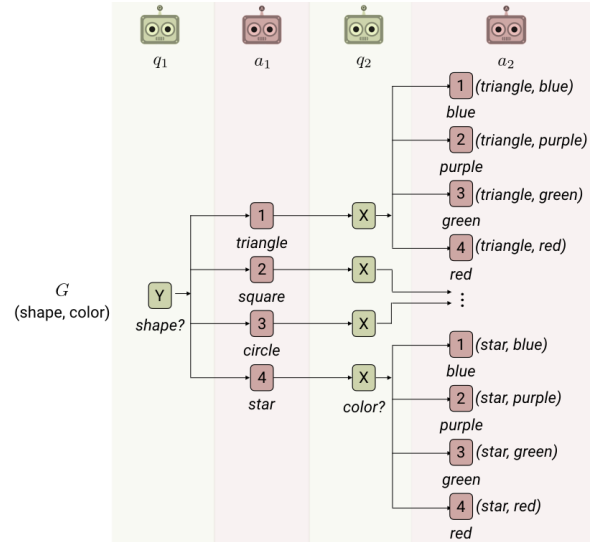 q1 a1 q2 a2
1 (triangle, blue)
blue
2 (triangle, purple)
purple
3 (triangle, green)
green
4 (triangle, red)
red
1 X
triangle
2 X
square
⋮
G
(shape, color)
Y
shape?
3 X
circle
4 X
star color?
1 (star, blue)
blue
2 (star, purple)
purple
3 (star, green)
green
4 (star, red)
red